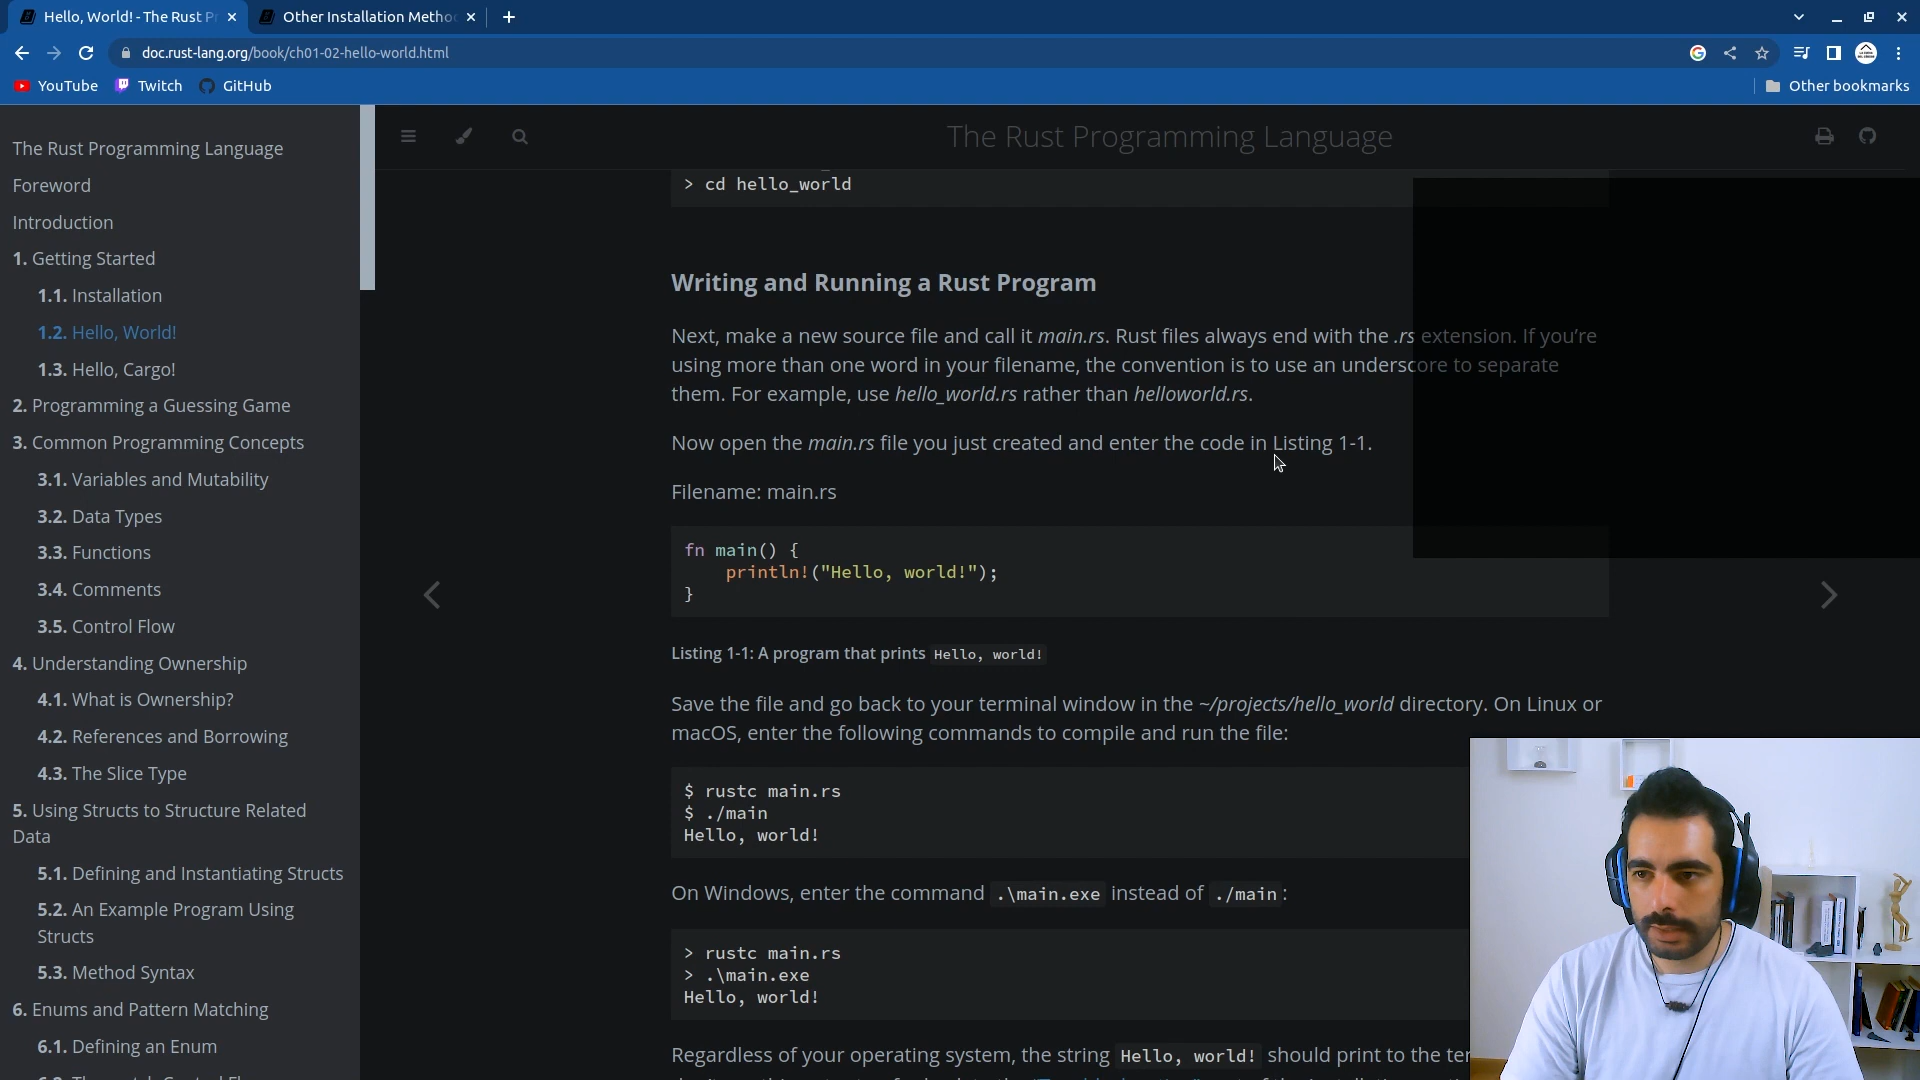 Hello, World! - The Rust P
Other Installation Metho
doc.rust-lang.org/book/ch01-02-hello-world.html
YouTube
Twitch
GitHub
Other bookmarks
The Rust Programming Language
Foreword
Introduction
1. Getting Started
1.1. Installation
1.2. Hello, World!
1.3. Hello, Cargo!
2. Programming a Guessing Game
3. Common Programming Concepts
3.1. Variables and Mutability
3.2. Data Types
3.3. Functions
3.4. Comments
3.5. Control Flow
4. Understanding Ownership
4.1. What is Ownership?
4.2. References and Borrowing
4.3. The Slice Type
5. Using Structs to Structure Related
Data
5.1. Defining and Instantiating Structs
5.2. An Example Program Using
Structs
5.3. Method Syntax
6. Enums and Pattern Matching
6.1. Defining an Enum
The Rust Programming Language
> cd hello_world
Writing and Running a Rust Program
Next, make a new source file and call it main.rs. Rust files always end with the .rs extension. If you’re
using more than one word in your filename, the convention is to use an underscore to separate
them. For example, use hello_world.rs rather than helloworld.rs.
Now open the main.rs file you just created and enter the code in Listing 1-1.
Filename: main.rs
fn main() {
println!("Hello, world!");
}
Listing 1-1: A program that prints Hello, world!
Save the file and go back to your terminal window in the ~/projects/hello_world directory. On Linux or
macOS, enter the following commands to compile and run the file:
$ rustc main.rs
$ ./main
Hello, world!
On Windows, enter the command .\main.exe instead of ./main:
> rustc main.rs
> .\main.exe
Hello, world!
Regardless of your operating system, the string Hello, world! should print to the ter